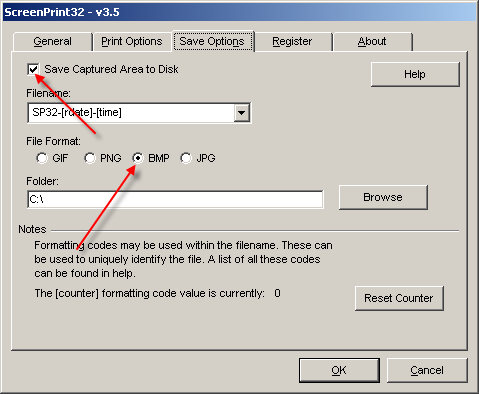 ScreenPrint32 - v3.5
General Print Options Save Options Register About
Save Captured Area to Disk
Help
Filename:
SP32-[rdate]-[time]
File Format:
GIF PNG BMP JPG
Folder:
C:\
Browse
Notes
Formatting codes may be used within the filename. These can
be used to uniquely identify the file. A list of all these codes
can be found in help.
The [counter] formatting code value is currently: 0
Reset Counter
OK Cancel